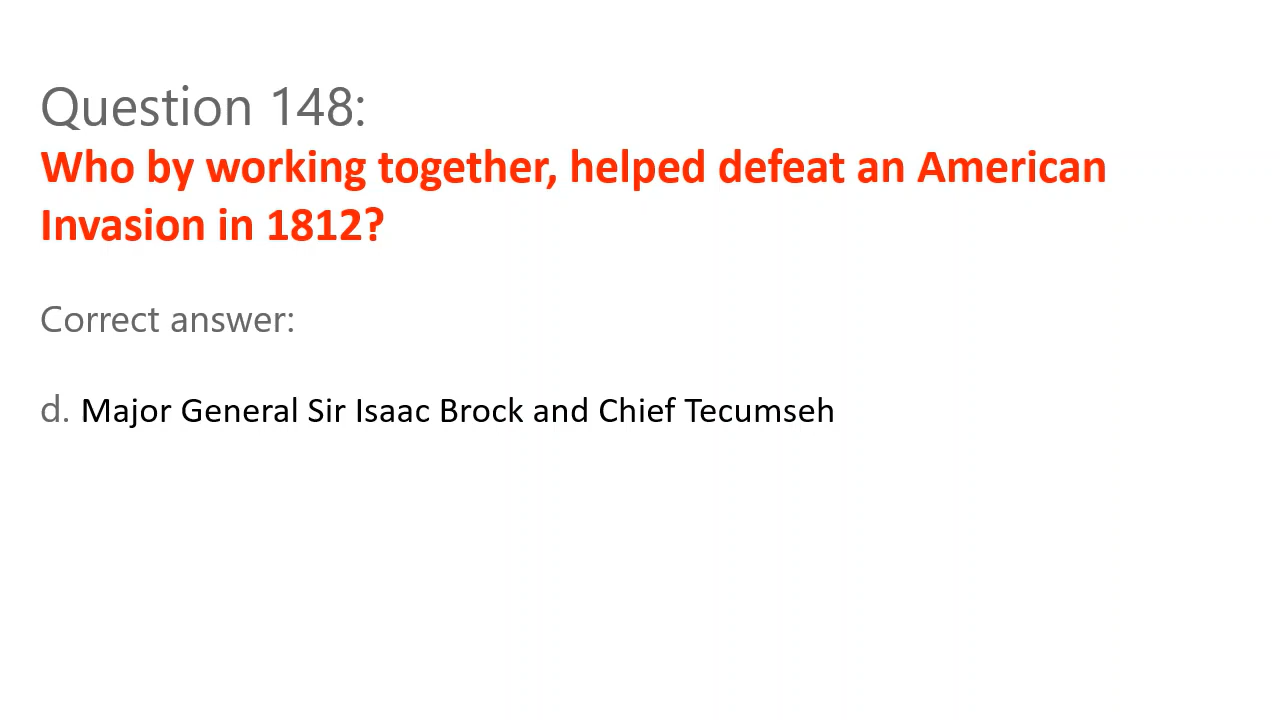 Question 148:
Who by working together, helped defeat an American
Invasion in 1812?
Correct answer:
d. Major General Sir Isaac Brock and Chief Tecumseh